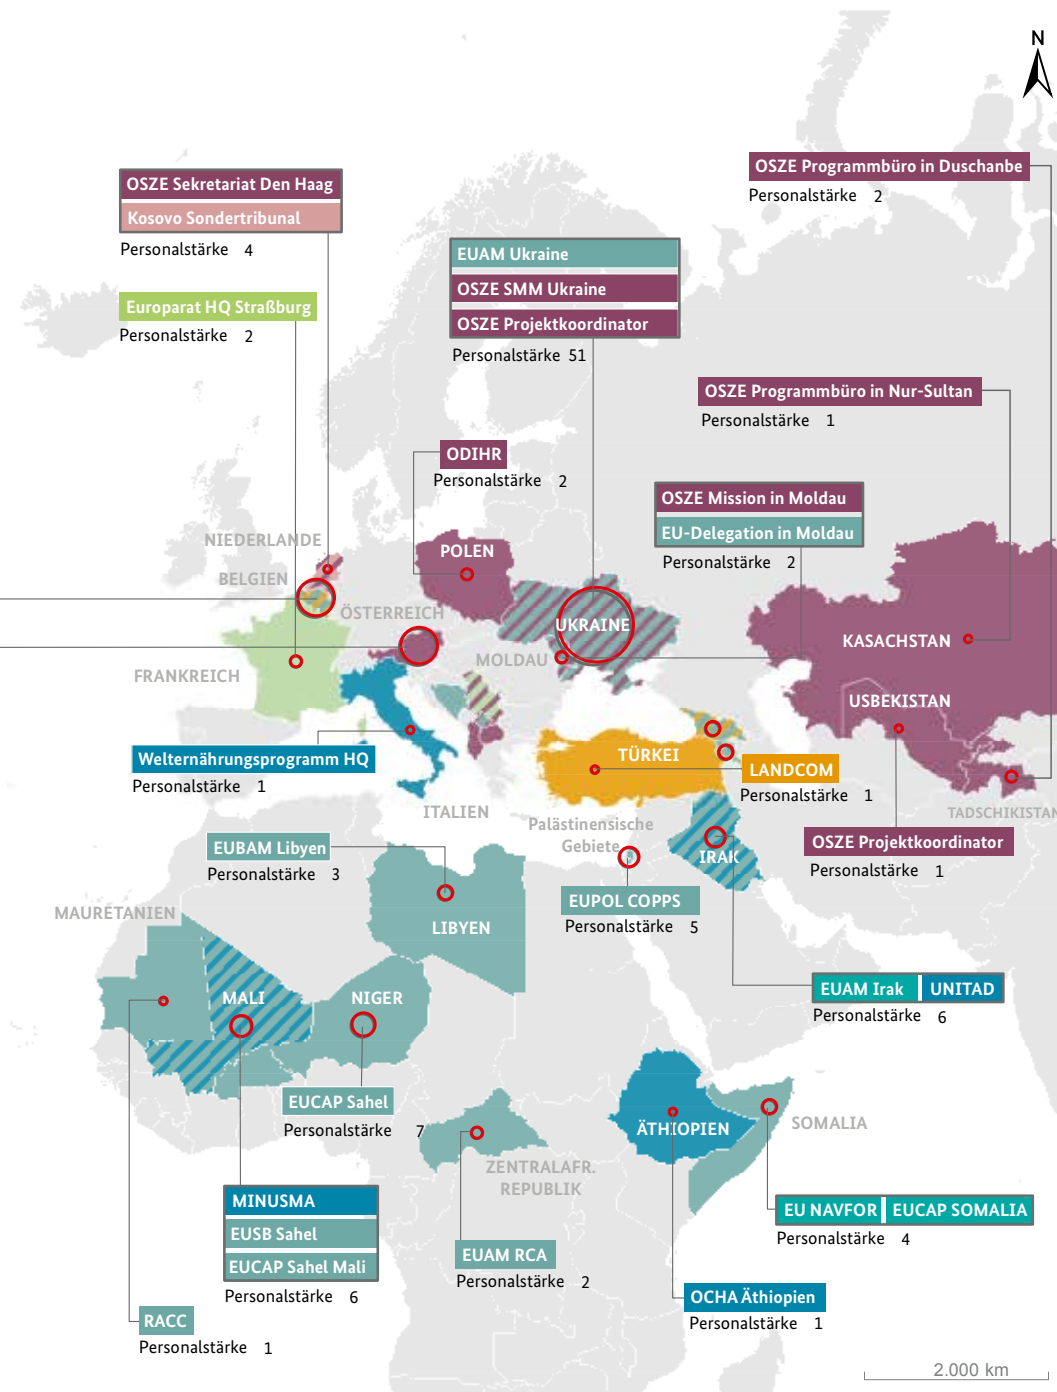 N
OSZE Programmbüro in Duschanbe
Personalstärke 2
OSZE Sekretariat Den Haag
Kosovo Sondertribunal
Personalstärke 4
EUAM Ukraine
OSZE SMM Ukraine
OSZE Projektkoordinator
Personalstärke 51
Europarat HQ Straßburg
Personalstärke 2
OSZE Programmbüro in Nur-Sultan
Personalstärke 1
ODIHR
Personalstärke 2
OSZE Mission in Moldau
EU-Delegation in Moldau
Personalstärke 2
NIEDERLANDE
BELGIEN
POLEN
ÖSTERREICH
UKRAINE
KASACHSTAN
MOLDAU
FRANKREICH
USBEKISTAN
Welternährungsprogramm HQ
Personalstärke 1
TÜRKEI
LANDCOM
Personalstärke 1
ITALIEN
TADSCHIKISTAN
Palästinensische
Gebiete
OSZE Projektkoordinator
Personalstärke 1
EUBAM Libyen
Personalstärke 3
IRAK
EUPOL COPPS
Personalstärke 5
MAURETANIEN
LIBYEN
EUAM Irak UNITAD
Personalstärke 6
MALI
NIGER
EUCAP Sahel
Personalstärke 7
ÄTHIOPIEN
SOMALIA
ZENTRALAFR.
REPUBLIK
MINUSMA
EUSB Sahel
EUCAP Sahel Mali
Personalstärke 6
EU NAVFOR EUCAP SOMALIA
Personalstärke 4
EUAM RCA
Personalstärke 2
OCHA Äthiopien
Personalstärke 1
RACC
Personalstärke 1
2.000 km